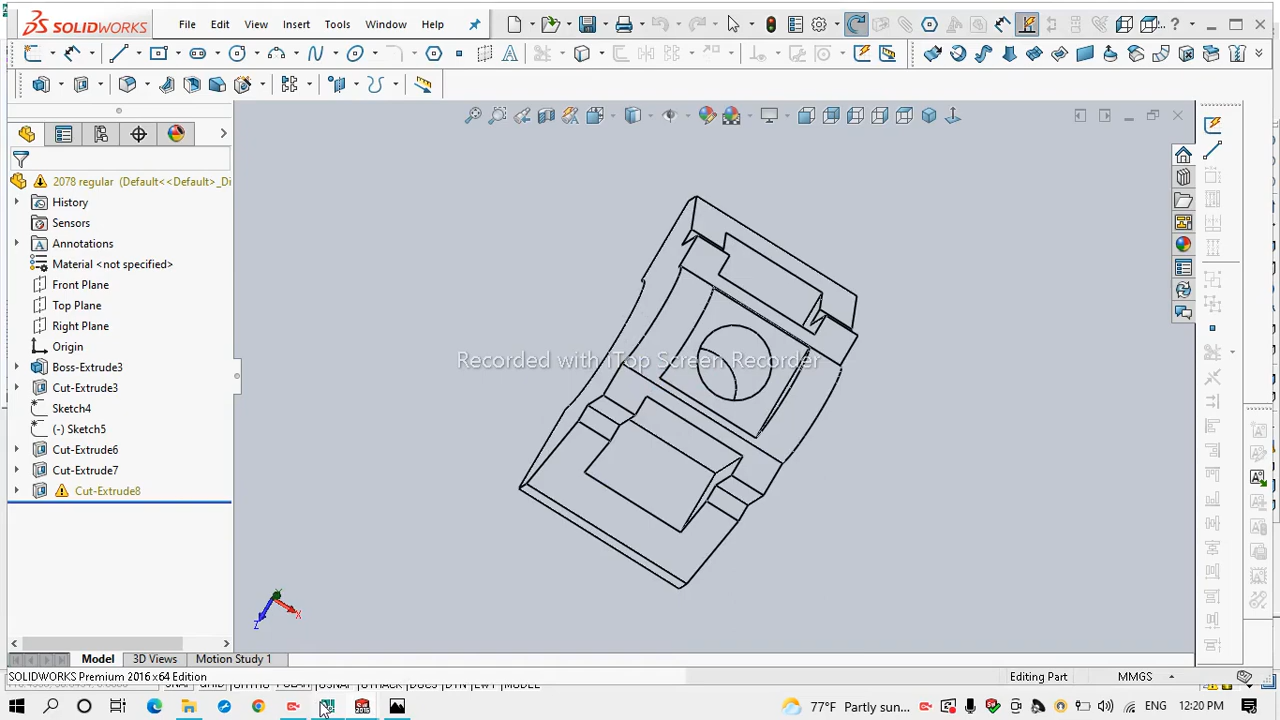 SOLIDWORKS File Edit View Insert Tools Window Help
2078 regular (Default<<Default>_Di
History
Sensors
Annotations
Material <not specified>
Front Plane
Top Plane
Right Plane
Origin
Boss-Extrude3
Cut-Extrude3
Sketch4
(-) Sketch5
Cut-Extrude6
Cut-Extrude7
Cut-Extrude8
Recorded with iTop Screen Recorder
X
Z
Model 3D Views Motion Study 1
SOLIDWORKS Premium 2016 x64 Edition Editing Part MMGS
77°F Partly sun... ENG 12:20 PM